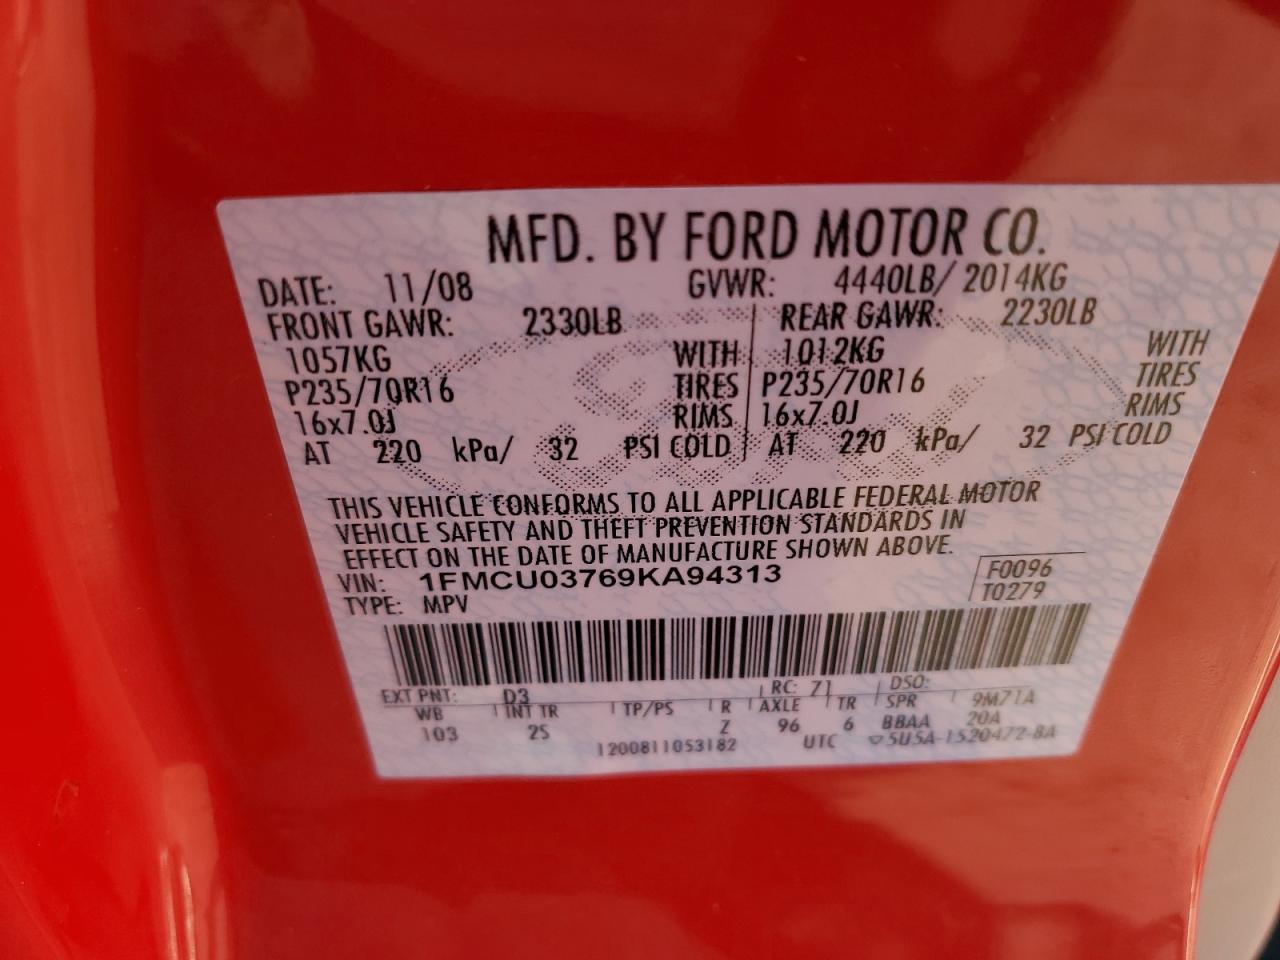 MFD. BY FORD MOTOR CO.
DATE: 11/08 GVWR: 4440LB/ 2014KG
FRONT GAWR: 2330LB REAR GAWR: 2230LB
1057KG WITH 1012KG WITH
P235/70R16 TIRES P235/70R16 TIRES
16x7.0J RIMS 16x7.0J RIMS
AT 220 kPa/ 32 PSI COLD AT 220 kPa/ 32 PSI COLD
THIS VEHICLE CONFORMS TO ALL APPLICABLE FEDERAL MOTOR
VEHICLE SAFETY AND THEFT PREVENTION STANDARDS IN
EFFECT ON THE DATE OF MANUFACTURE SHOWN ABOVE.
VIN: 1FMCU03769KA94313 F0096
TYPE: MPV T0279
EXT PNT: D3 RC: 71 DSO:
WB INT TR TP/PS R AXLE TR SPR 9M71A
103 2S Z 96 6 BBAA 20A
1200811053182 UTC 5U5A-1520472-BA